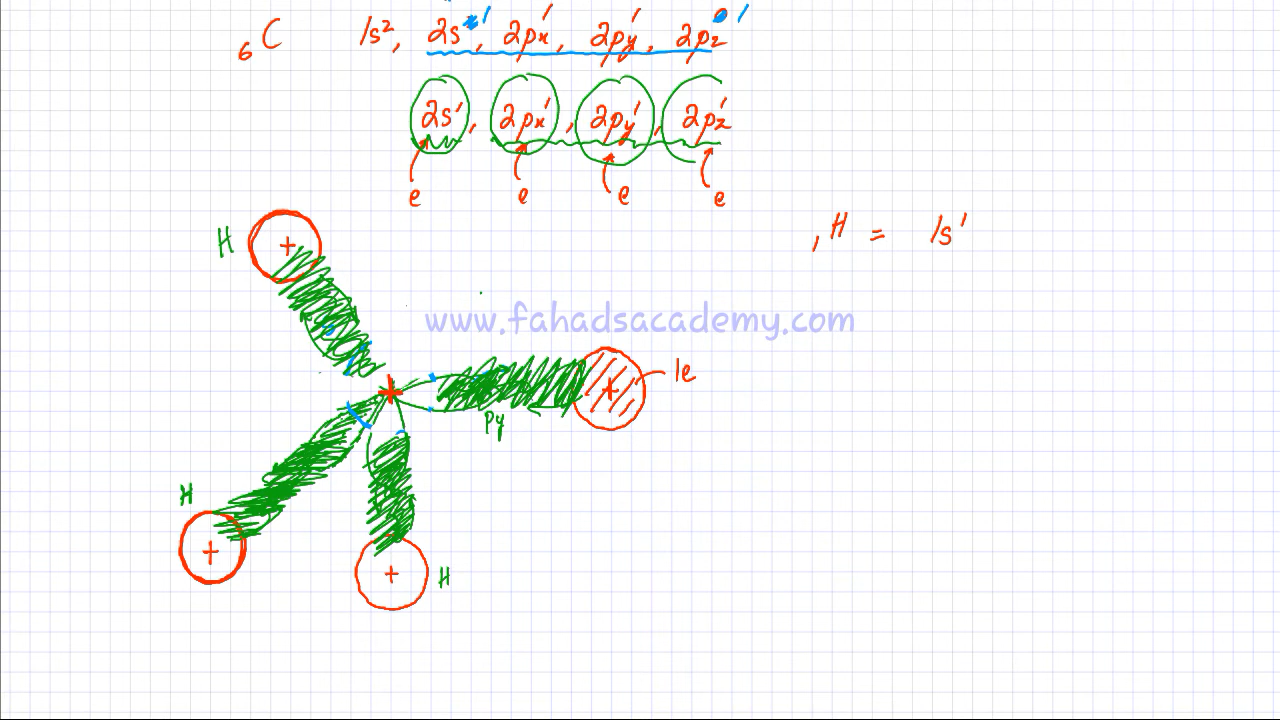 ₆C 1s², 2s¹, 2px¹, 2py¹, 2pz¹
2s¹, 2px¹, 2py¹, 2pz¹
e e e e
H
₁H = 1s¹
www.fahadsacademy.com
1e
py
H
H